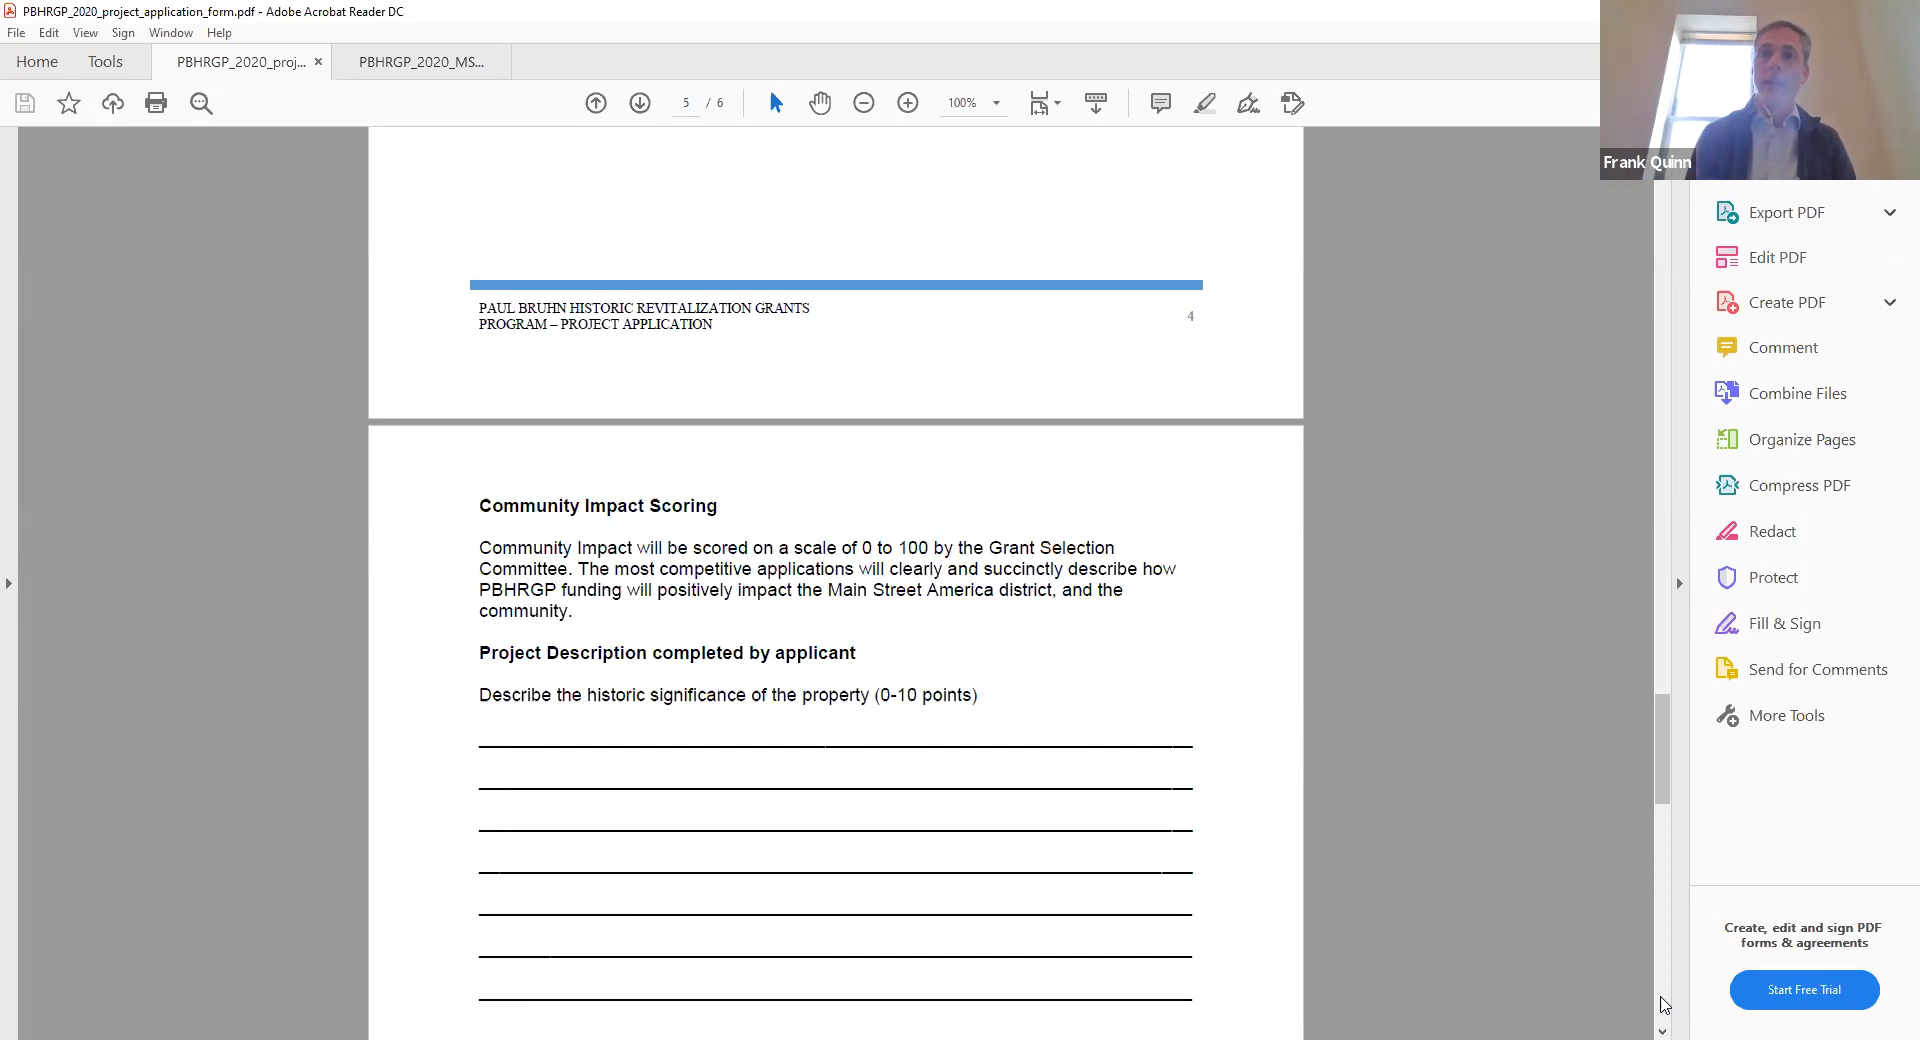 PBHRGP_2020_project_application_form.pdf - Adobe Acrobat Reader DC
File Edit View Sign Window Help
Home Tools PBHRGP_2020_proj... × PBHRGP_2020_MS...
5 / 6 100%
Frank Quinn
PAUL BRUHN HISTORIC REVITALIZATION GRANTS
PROGRAM – PROJECT APPLICATION
4
Community Impact Scoring
Community Impact will be scored on a scale of 0 to 100 by the Grant Selection
Committee. The most competitive applications will clearly and succinctly describe how
PBHRGP funding will positively impact the Main Street America district, and the
community.
Project Description completed by applicant
Describe the historic significance of the property (0-10 points)
Export PDF
Edit PDF
Create PDF
Comment
Combine Files
Organize Pages
Compress PDF
Redact
Protect
Fill & Sign
Send for Comments
More Tools
Create, edit and sign PDF
forms & agreements
Start Free Trial